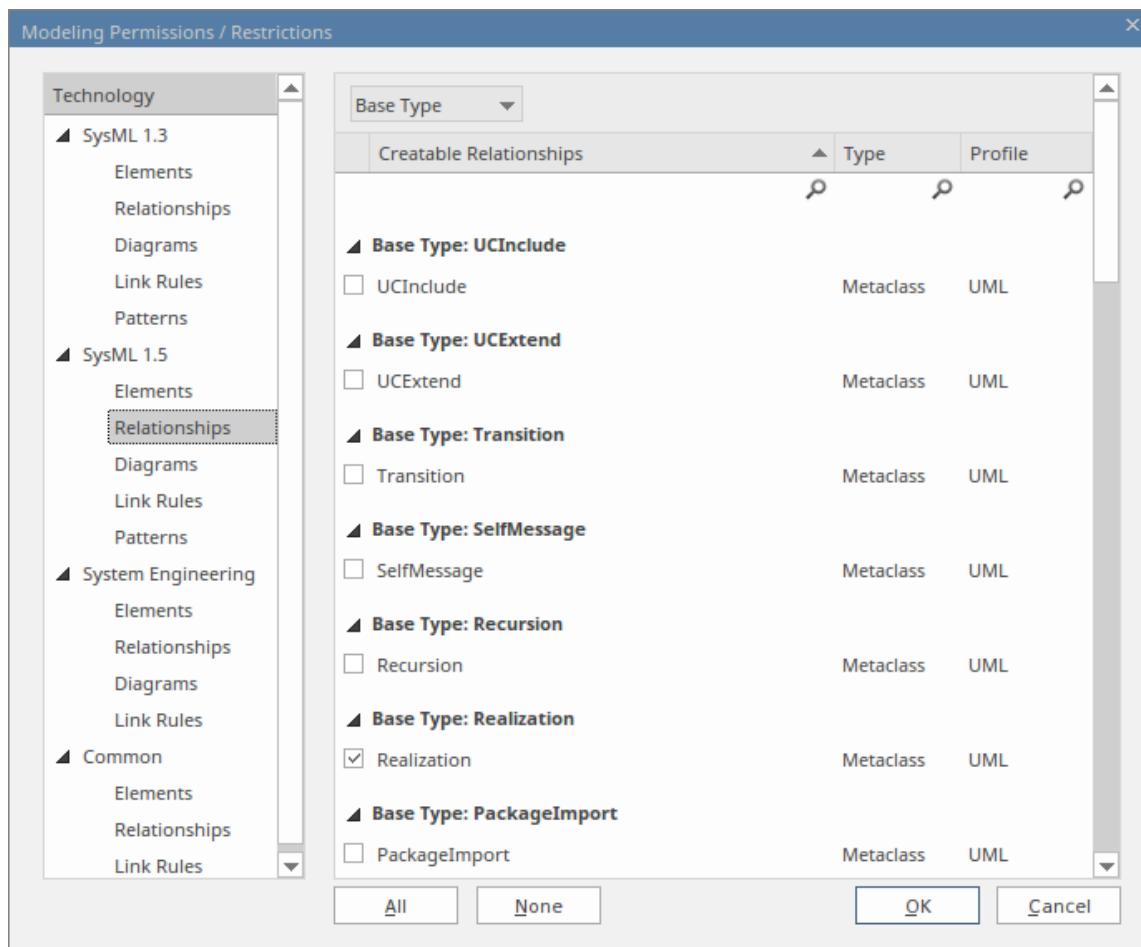 Modeling Permissions / Restrictions
Technology
SysML 1.3
Elements
Relationships
Diagrams
Link Rules
Patterns
SysML 1.5
Elements
Relationships
Diagrams
Link Rules
Patterns
System Engineering
Elements
Relationships
Diagrams
Link Rules
Common
Elements
Relationships
Link Rules
Base Type
Creatable Relationships Type Profile
Base Type: UCInclude
UCInclude Metaclass UML
Base Type: UCExtend
UCExtend Metaclass UML
Base Type: Transition
Transition Metaclass UML
Base Type: SelfMessage
SelfMessage Metaclass UML
Base Type: Recursion
Recursion Metaclass UML
Base Type: Realization
Realization Metaclass UML
Base Type: PackageImport
PackageImport Metaclass UML
All None OK Cancel